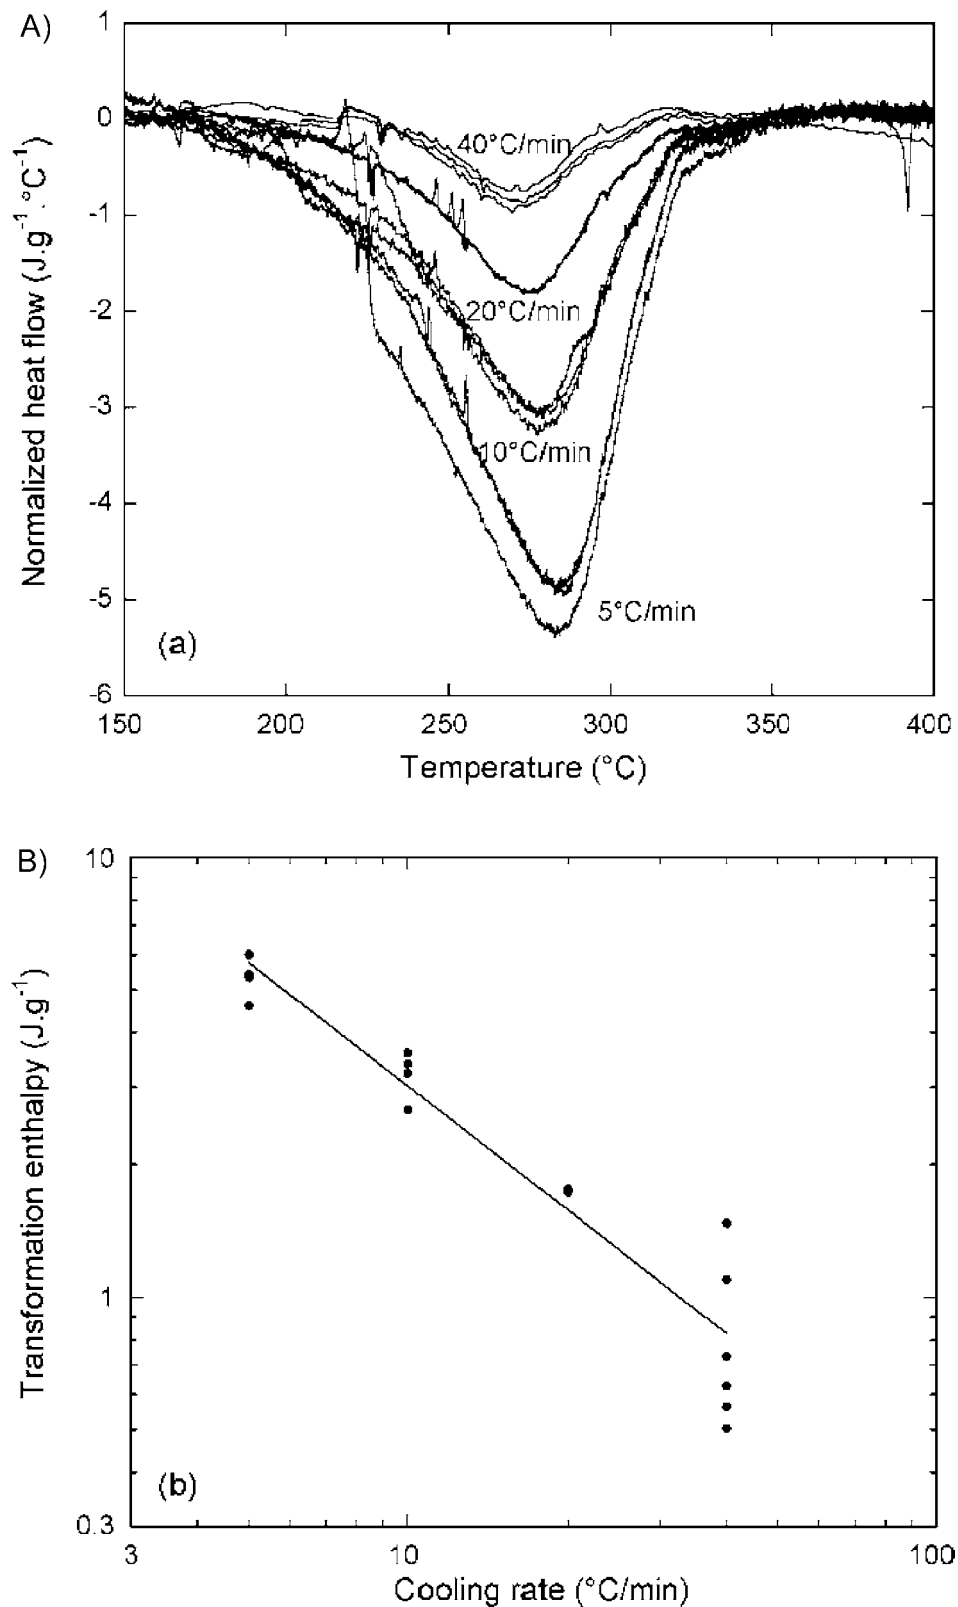 A)
1
0
-1
-2
-3
-4
-5
-6
Normalized heat flow (J.g⁻¹.°C⁻¹)
40°C/min
20°C/min
10°C/min
5°C/min
(a)
150 200 250 300 350 400
Temperature (°C)
B)
10
1
0.3
Transformation enthalpy (J.g⁻¹)
(b)
3 10 100
Cooling rate (°C/min)